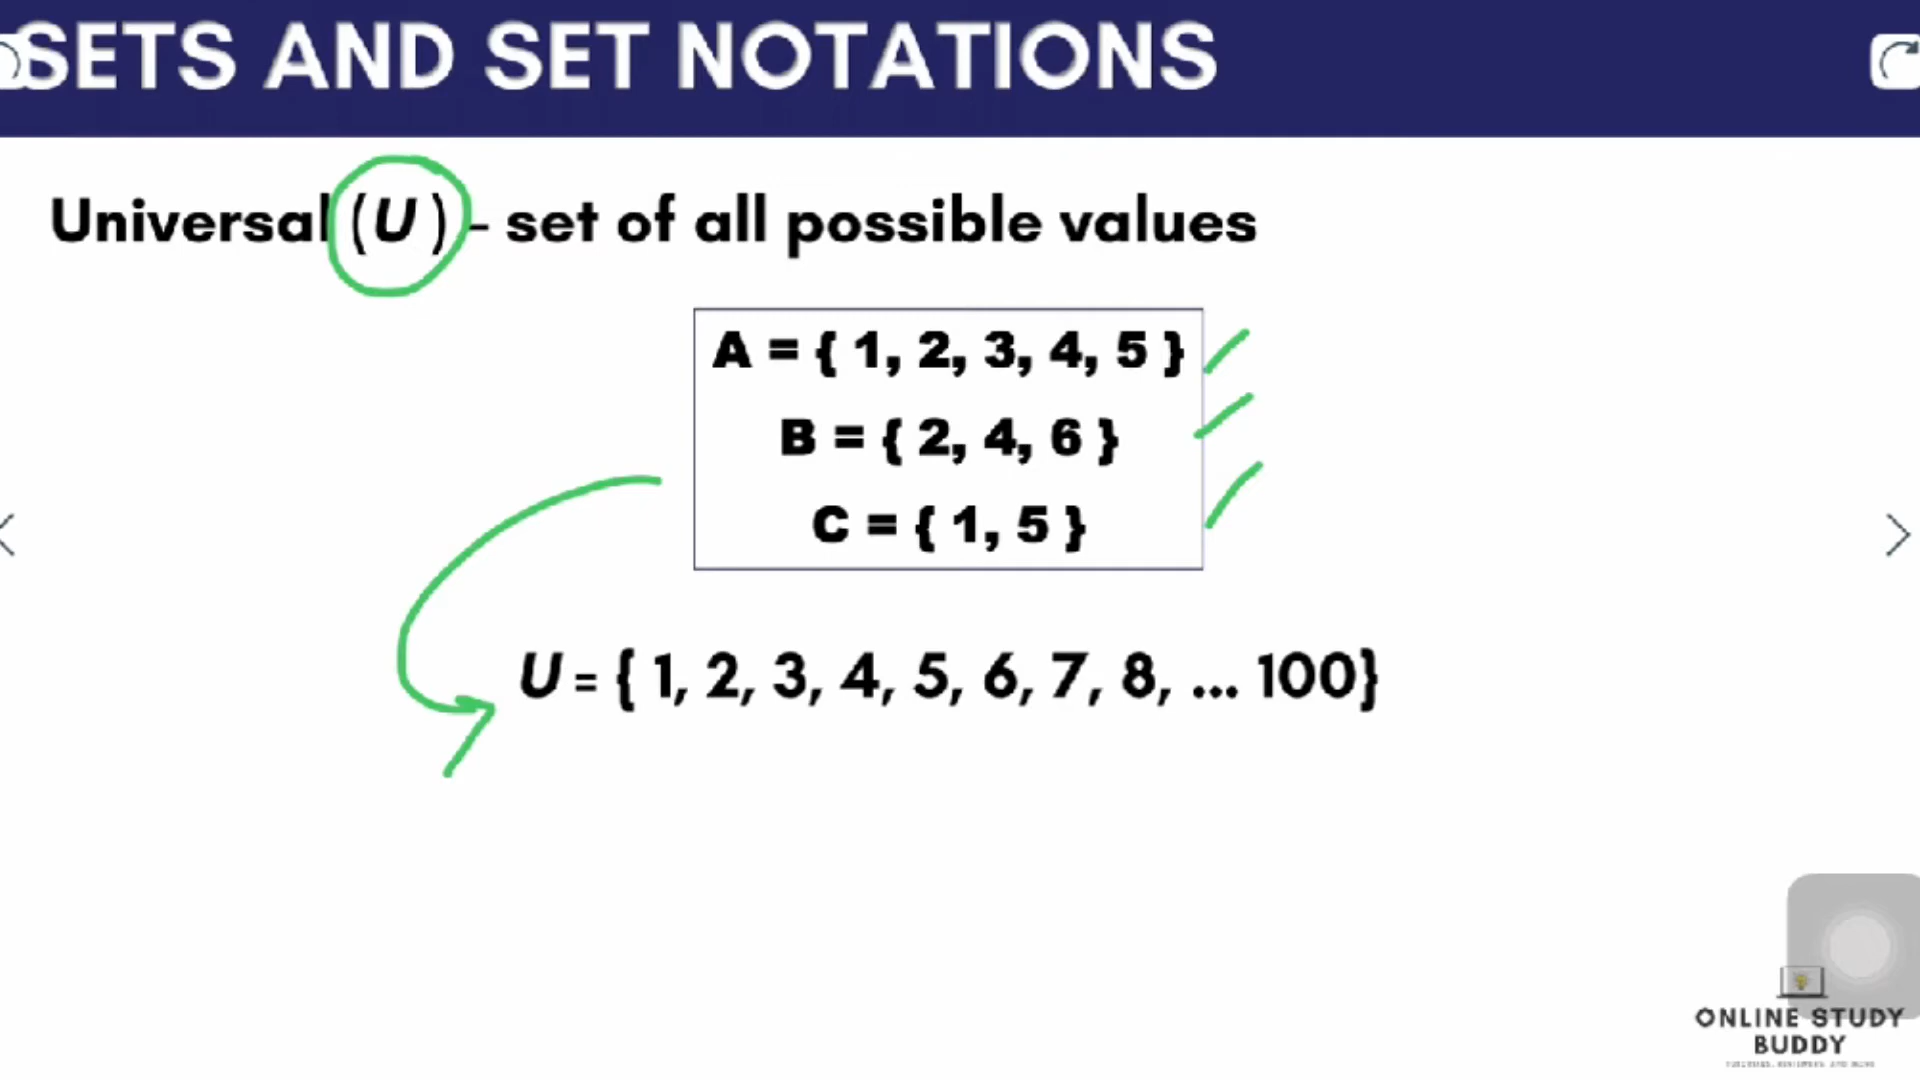 SETS AND SET NOTATIONS
Universal (U) - set of all possible values
A = { 1, 2, 3, 4, 5 }
B = { 2, 4, 6 }
C = { 1, 5 }
U = { 1, 2, 3, 4, 5, 6, 7, 8, ... 100}
ONLINE STUDY
BUDDY